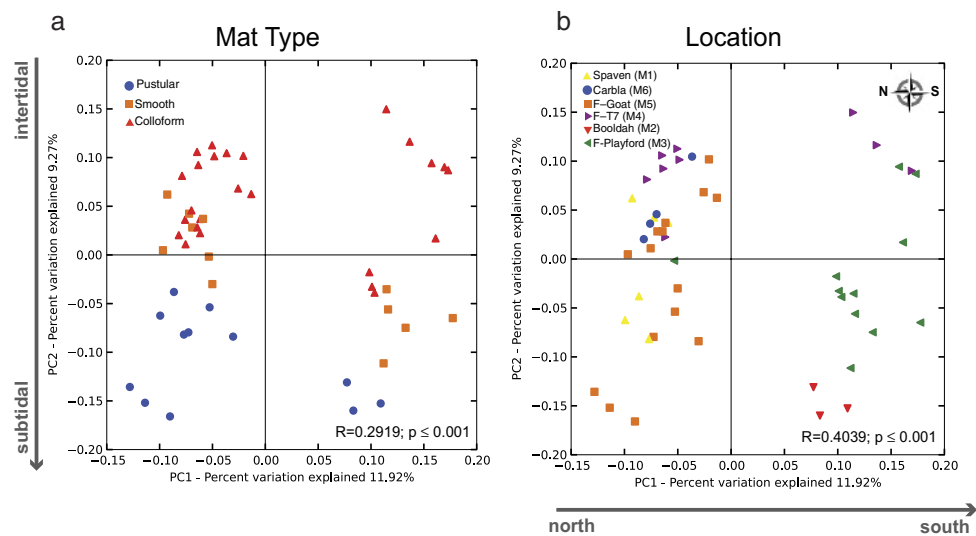 a
Mat Type
intertidal
subtidal
PC2 - Percent variation explained 9.27%
0.20
0.15
0.10
0.05
0.00
−0.05
−0.10
−0.15
−0.20
Pustular
Smooth
Colloform
R=0.2919; p ≤ 0.001
−0.15 −0.10 −0.05 0.00 0.05 0.10 0.15 0.20
PC1 - Percent variation explained 11.92%
b
Location
PC2 - Percent variation explained 9.27%
0.20
0.15
0.10
0.05
0.00
−0.05
−0.10
−0.15
−0.20
Spaven (M1)
Carbla (M6)
F−Goat (M5)
F−T7 (M4)
Booldah (M2)
F-Playford (M3)
N S
R=0.4039; p ≤ 0.001
−0.15 −0.10 −0.05 0.00 0.05 0.10 0.15 0.20
PC1 - Percent variation explained 11.92%
north south